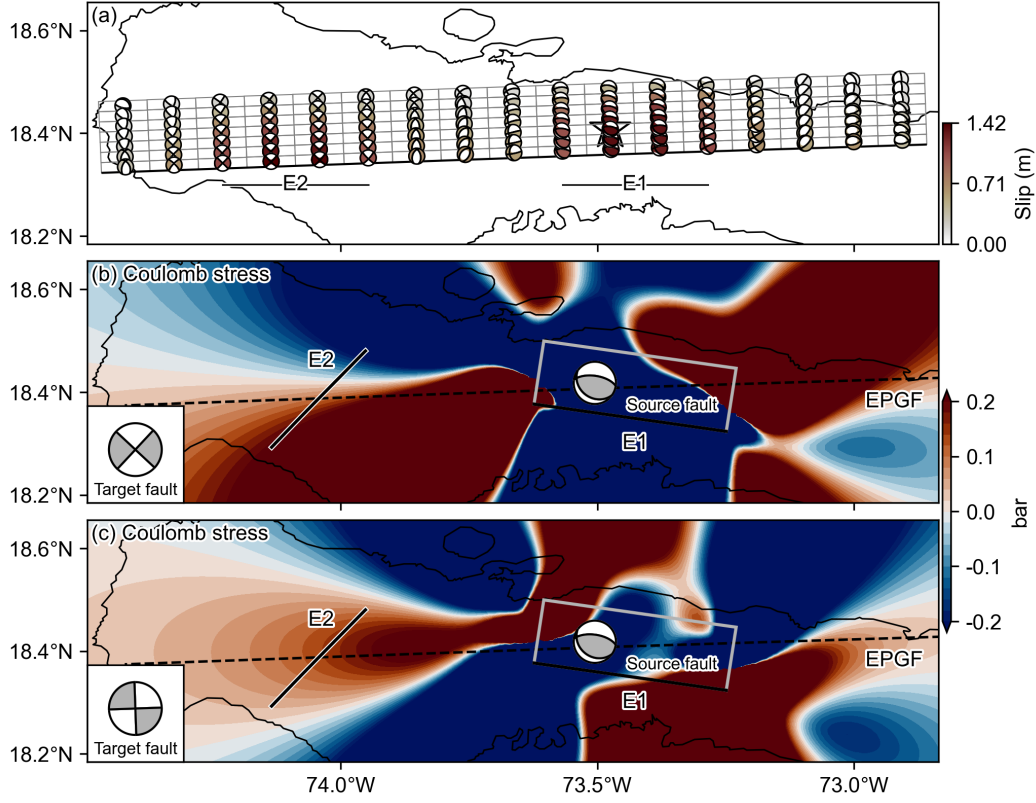 (a)
18.6°N
18.4°N
18.2°N
E2
E1
1.42
0.71
0.00
Slip (m)
(b) Coulomb stress
18.6°N
18.4°N
18.2°N
E2
Source fault
E1
EPGF
Target fault
(c) Coulomb stress
18.6°N
18.4°N
18.2°N
E2
Source fault
E1
EPGF
Target fault
0.2
0.1
0.0
-0.1
-0.2
bar
74.0°W
73.5°W
73.0°W